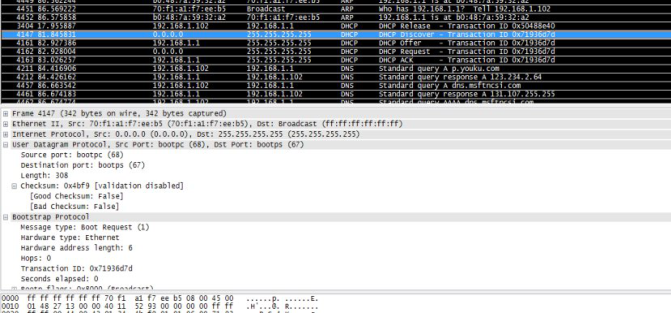 4451 86.569222 70:f1:a1:f7:ee:b5 b0:48:7a:59:32:a2 ARP Who has 192.168.1.1? Tell 192.168.1.102
4452 86.575858 b0:48:7a:59:32:a2 70:f1:a1:f7:ee:b5 ARP 192.168.1.1 is at b0:48:7a:59:32:a2
3404 17.955887 192.168.1.102 192.168.1.1 DHCP DHCP Release - Transaction ID 0x50488e40
4147 81.845831 0.0.0.0 255.255.255.255 DHCP DHCP Discover - Transaction ID 0x71936d7d
4161 82.927386 192.168.1.1 255.255.255.255 DHCP DHCP Offer - Transaction ID 0x71936d7d
4162 82.928004 0.0.0.0 255.255.255.255 DHCP DHCP Request - Transaction ID 0x71936d7d
4163 83.026257 192.168.1.1 255.255.255.255 DHCP DHCP ACK - Transaction ID 0x71936d7d
4211 84.416906 192.168.1.102 192.168.1.1 DNS Standard query A p.youku.com
4212 84.426162 192.168.1.1 192.168.1.102 DNS Standard query response A 123.234.2.64
4457 86.663542 192.168.1.102 192.168.1.1 DNS Standard query A dns.msftncsi.com
4461 86.674183 192.168.1.1 192.168.1.102 DNS Standard query response A 131.107.255.255
4462 86.674774 192.168.1.102 192.168.1.1 DNS Standard query AAAA dns.msftncsi.com
Frame 4147 (342 bytes on wire, 342 bytes captured)
Ethernet II, Src: 70:f1:a1:f7:ee:b5 (70:f1:a1:f7:ee:b5), Dst: Broadcast (ff:ff:ff:ff:ff:ff)
Internet Protocol, Src: 0.0.0.0 (0.0.0.0), Dst: 255.255.255.255 (255.255.255.255)
User Datagram Protocol, Src Port: bootpc (68), Dst Port: bootps (67)
Source port: bootpc (68)
Destination port: bootps (67)
Length: 308
Checksum: 0x4bf9 [validation disabled]
[Good Checksum: False]
[Bad Checksum: False]
Bootstrap Protocol
Message type: Boot Request (1)
Hardware type: Ethernet
Hardware address length: 6
Hops: 0
Transaction ID: 0x71936d7d
Seconds elapsed: 0
Bootp flags: 0x8000 (Broadcast)
0000 ff ff ff ff ff ff 70 f1 a1 f7 ee b5 08 00 45 00 ......p. ......E.
0010 01 48 27 13 00 00 40 11 52 93 00 00 00 00 ff ff .H'...@. R.......